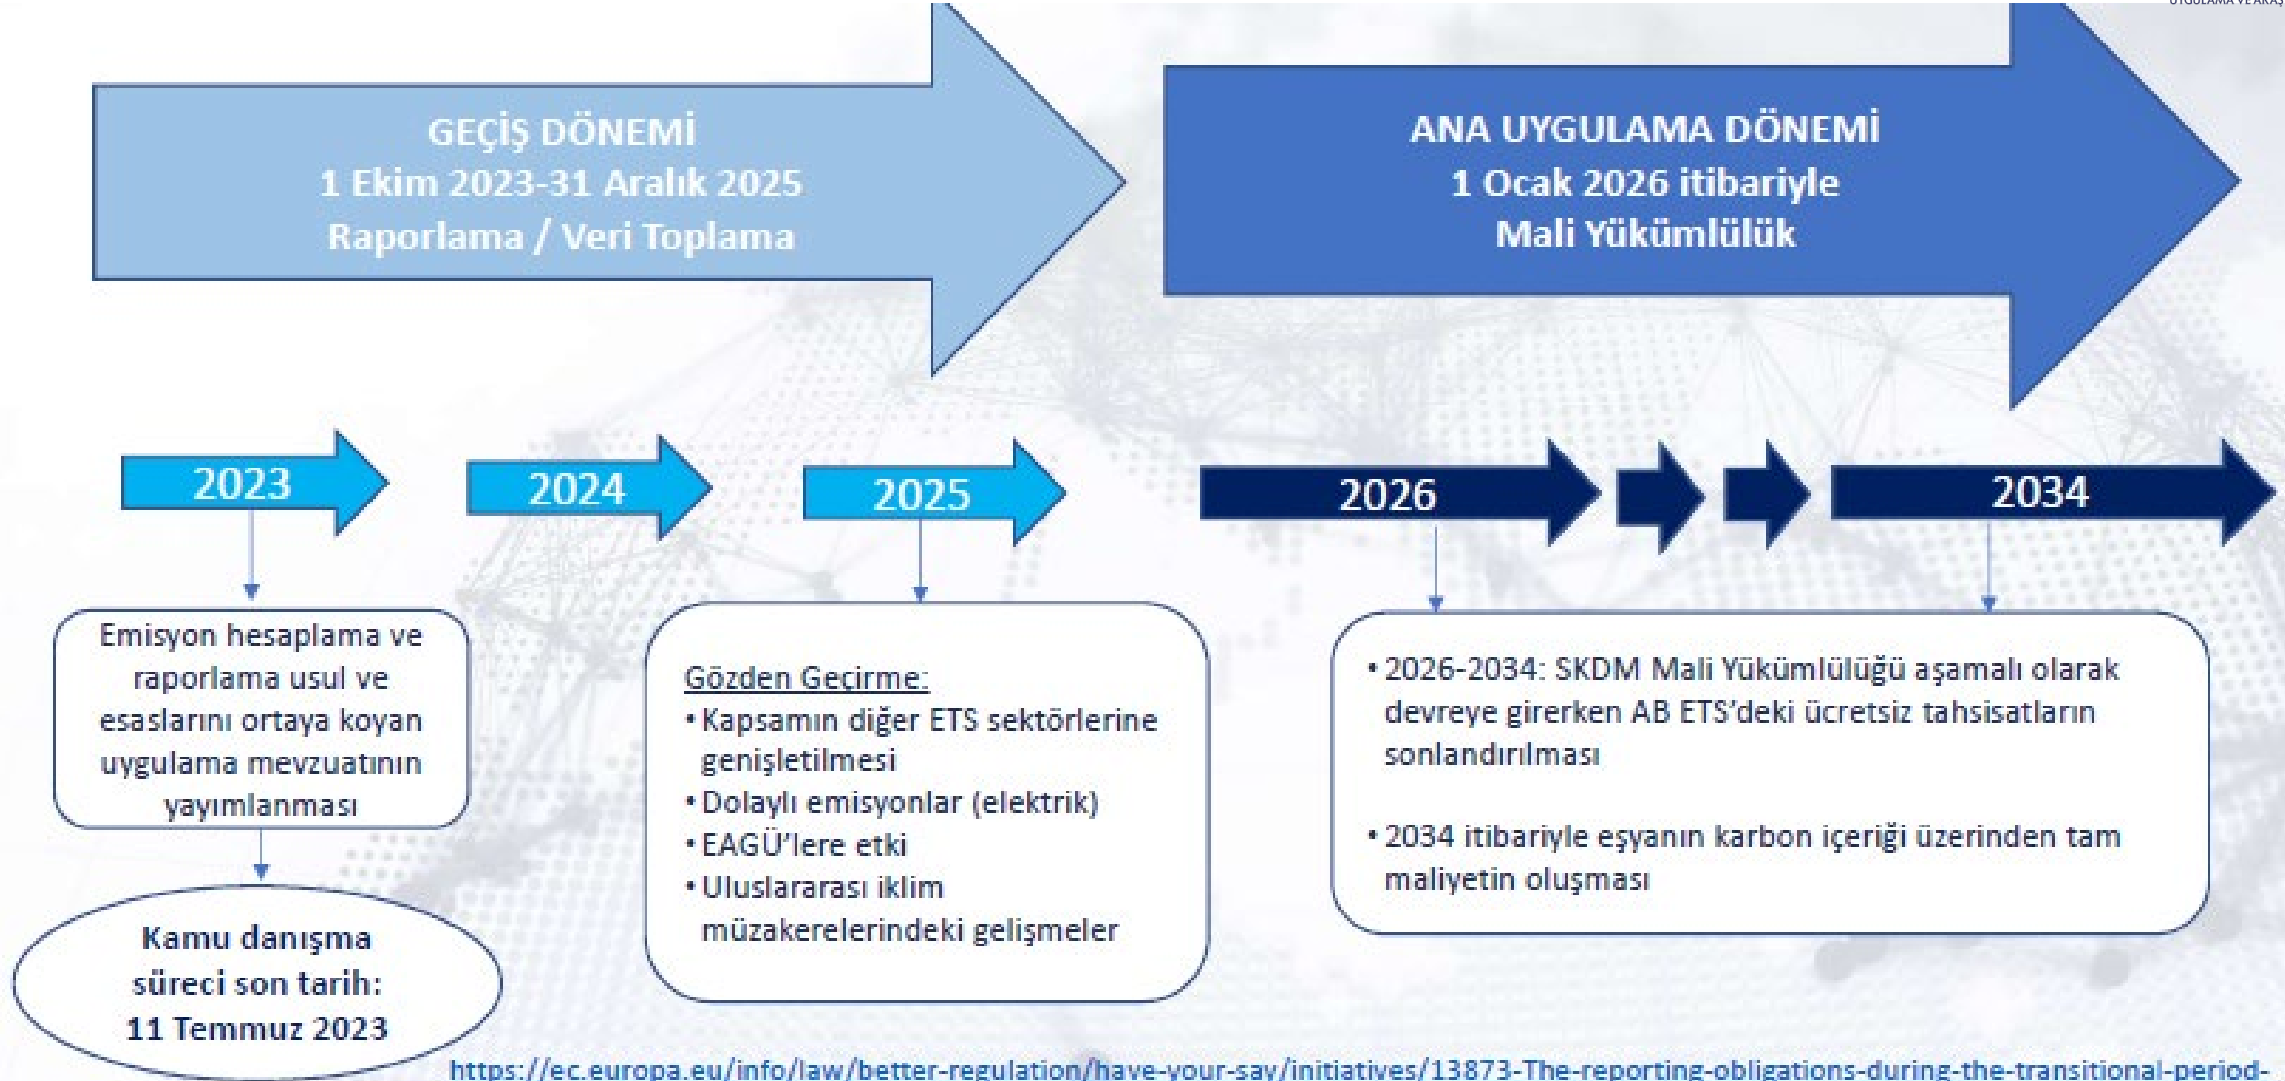 GEÇİŞ DÖNEMİ
1 Ekim 2023-31 Aralık 2025
Raporlama / Veri Toplama
ANA UYGULAMA DÖNEMİ
1 Ocak 2026 itibariyle
Mali Yükümlülük
2023
2024
2025
2026
2034
Emisyon hesaplama ve
raporlama usul ve
esaslarını ortaya koyan
uygulama mevzuatının
yayımlanması
Kamu danışma
süreci son tarih:
11 Temmuz 2023
Gözden Geçirme:
• Kapsamın diğer ETS sektörlerine
genişletilmesi
• Dolaylı emisyonlar (elektrik)
• EAGÜ'lere etki
• Uluslararası iklim
müzakerelerindeki gelişmeler
• 2026-2034: SKDM Mali Yükümlülüğü aşamalı olarak
devreye girerken AB ETS'deki ücretsiz tahsisatların
sonlandırılması
• 2034 itibariyle eşyanın karbon içeriği üzerinden tam
maliyetin oluşması
https://ec.europa.eu/info/law/better-regulation/have-your-say/initiatives/13873-The-reporting-obligations-during-the-transitional-period-